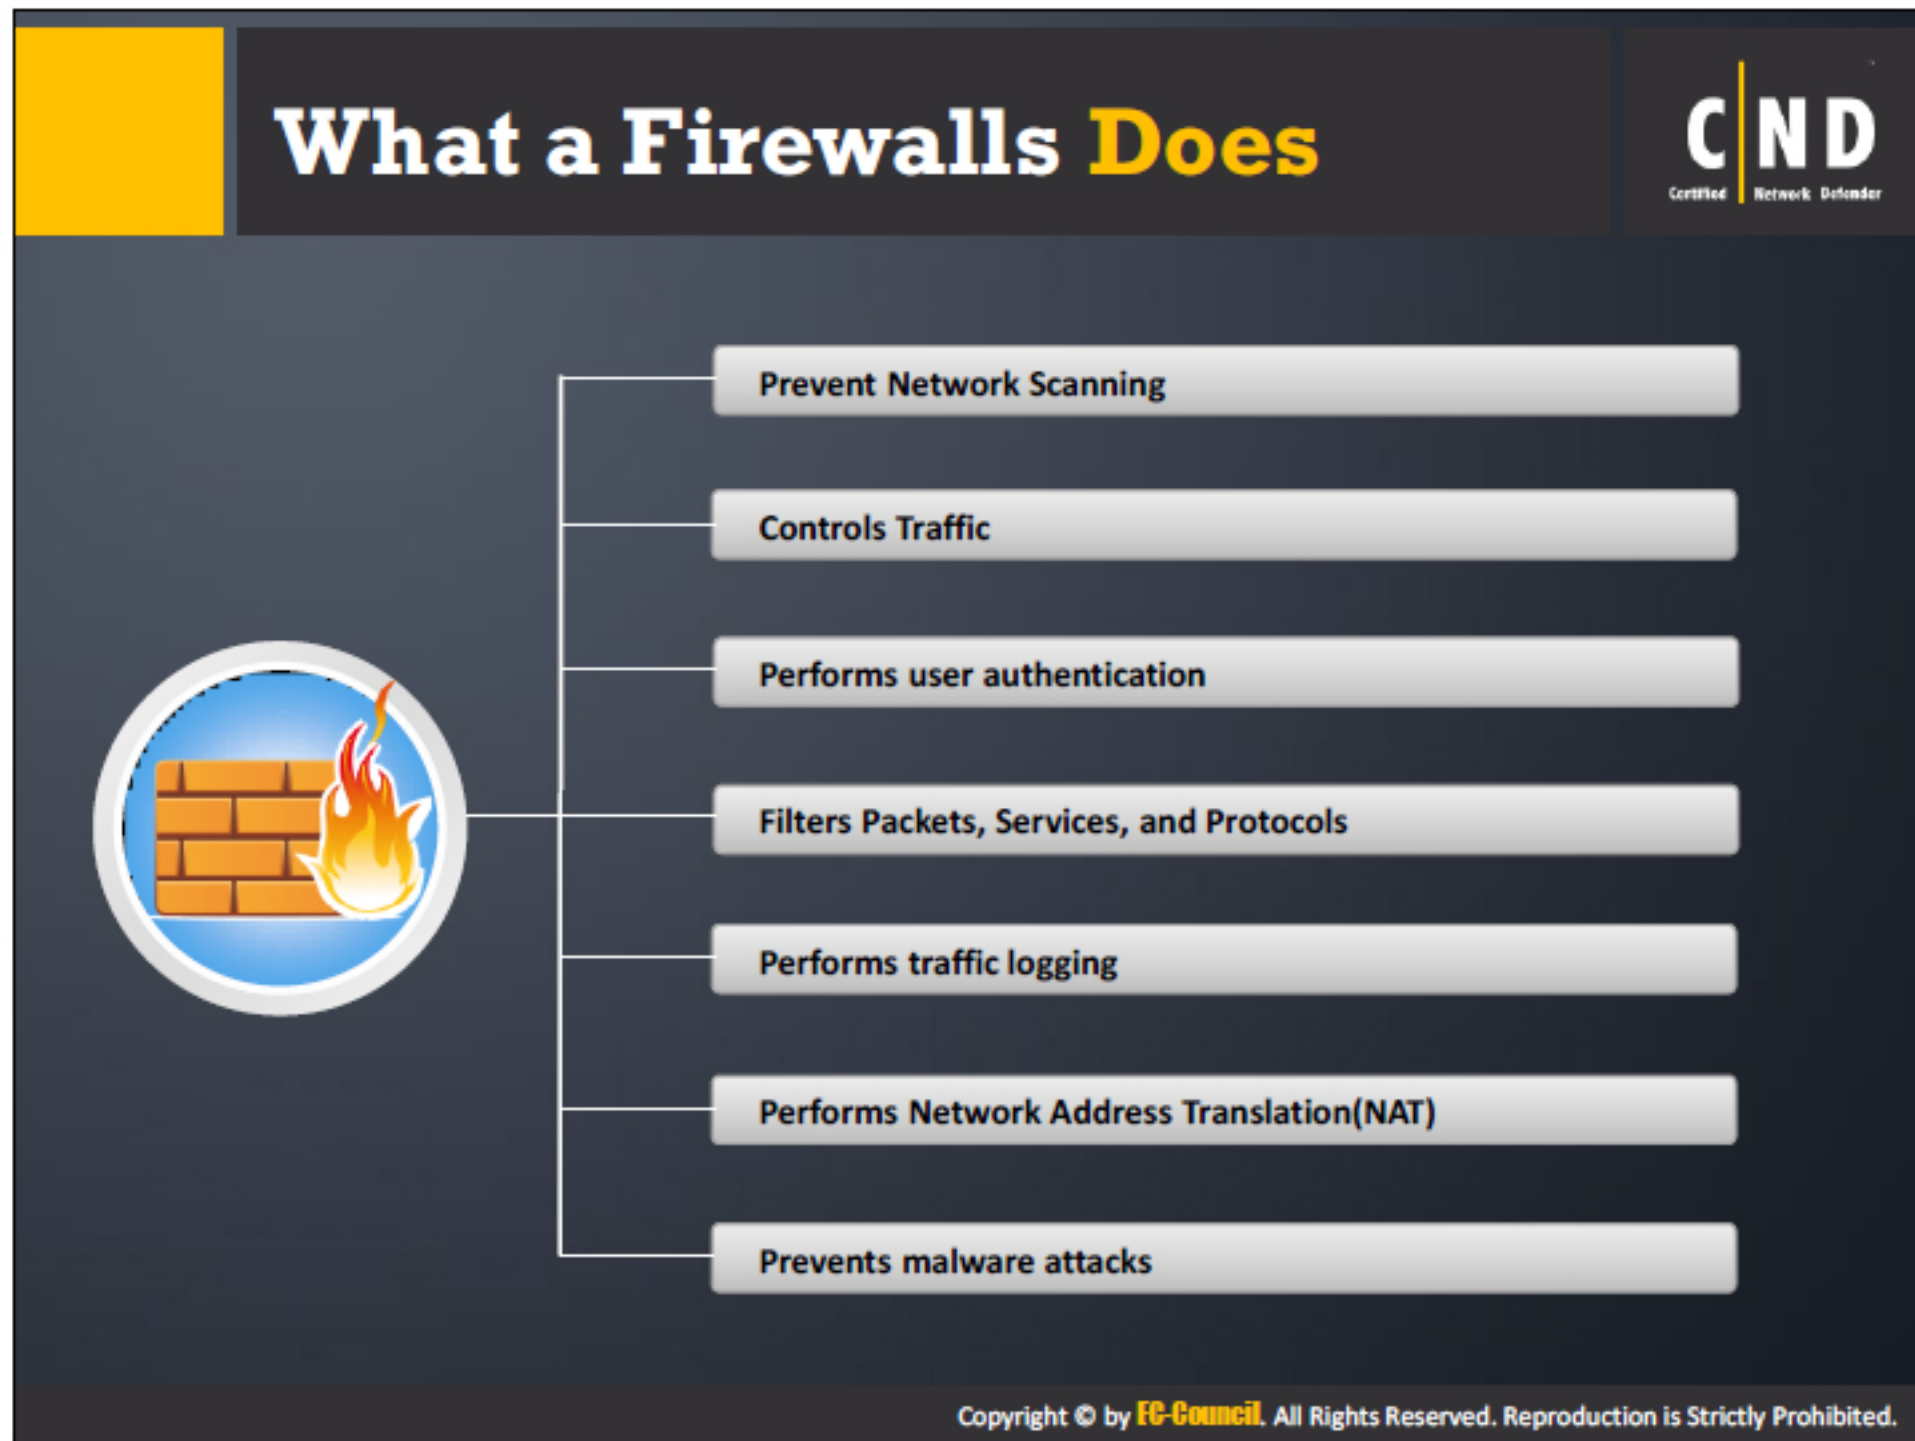 What a Firewalls Does
C ND
Certified Network Defender
Prevent Network Scanning
Controls Traffic
Performs user authentication
Filters Packets, Services, and Protocols
Performs traffic logging
Performs Network Address Translation(NAT)
Prevents malware attacks
Copyright © by EC-Council. All Rights Reserved. Reproduction is Strictly Prohibited.